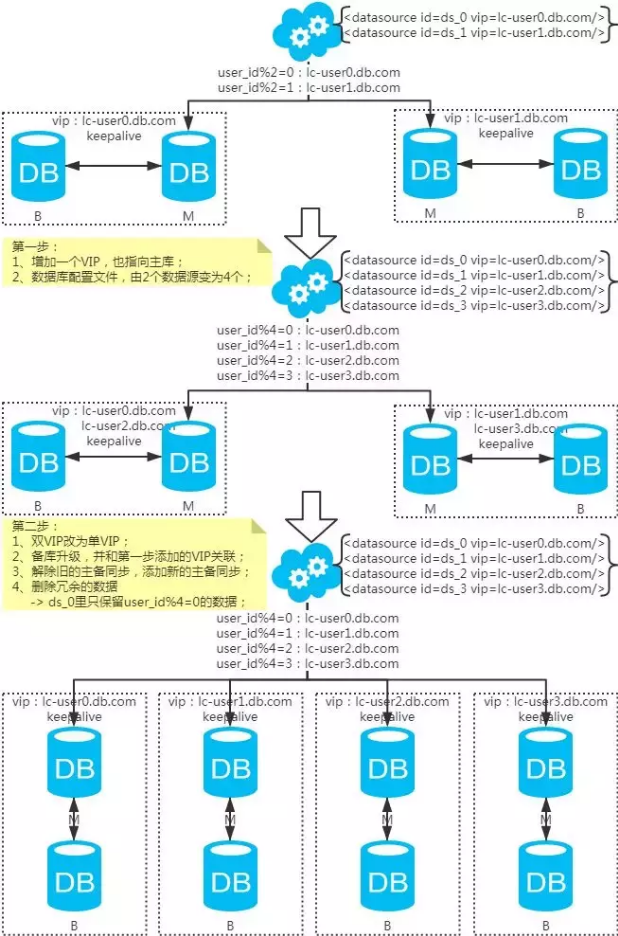 <datasource id=ds_0 vip=lc-user0.db.com/>
<datasource id=ds_1 vip=lc-user1.db.com/>
user_id%2=0：lc-user0.db.com
user_id%2=1：lc-user1.db.com
vip：lc-user0.db.com
keepalive
DB
DB
B
M
vip：lc-user1.db.com
keepalive
DB
DB
M
B
第一步：
1、增加一个VIP，也指向主库；
2、数据库配置文件，由2个数据源变为4个；
<datasource id=ds_0 vip=lc-user0.db.com/>
<datasource id=ds_1 vip=lc-user1.db.com/>
<datasource id=ds_2 vip=lc-user2.db.com/>
<datasource id=ds_3 vip=lc-user3.db.com/>
user_id%4=0：lc-user0.db.com
user_id%4=1：lc-user1.db.com
user_id%4=2：lc-user2.db.com
user_id%4=3：lc-user3.db.com
vip：lc-user0.db.com
lc-user2.db.com
keepalive
DB
DB
B
M
vip：lc-user1.db.com
lc-user3.db.com
keepalive
DB
DB
M
B
第二步：
1、双VIP改为单VIP；
2、备库升级，并和第一步添加的VIP关联；
3、解除旧的主备同步，添加新的主备同步；
4、删除冗余的数据
-> ds_0里只保留user_id%4=0的数据；
<datasource id=ds_0 vip=lc-user0.db.com/>
<datasource id=ds_1 vip=lc-user1.db.com/>
<datasource id=ds_2 vip=lc-user2.db.com/>
<datasource id=ds_3 vip=lc-user3.db.com/>
user_id%4=0：lc-user0.db.com
user_id%4=1：lc-user1.db.com
user_id%4=2：lc-user2.db.com
user_id%4=3：lc-user3.db.com
vip：lc-user0.db.com
keepalive
DB
M
DB
B
vip：lc-user1.db.com
keepalive
DB
M
DB
B
vip：lc-user2.db.com
keepalive
DB
M
DB
B
vip：lc-user3.db.com
keepalive
DB
M
DB
B